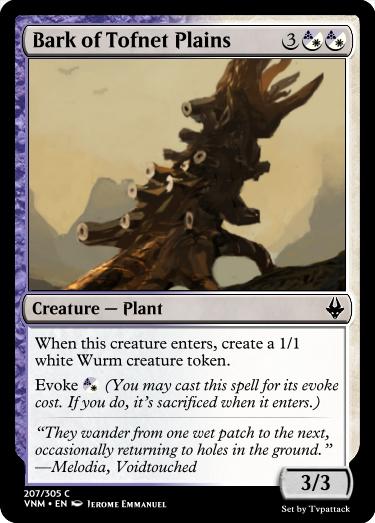 Bark of Tofnet Plains 3
Creature — Plant
When this creature enters, create a 1/1
white Wurm creature token.
Evoke (You may cast this spell for its evoke
cost. If you do, it's sacrificed when it enters.)
"They wander from one wet patch to the next,
occasionally returning to holes in the ground."
—Melodia, Voidtouched
3/3
207/305 C
VNM • EN Jerome Emmanuel
Set by Tvpattack